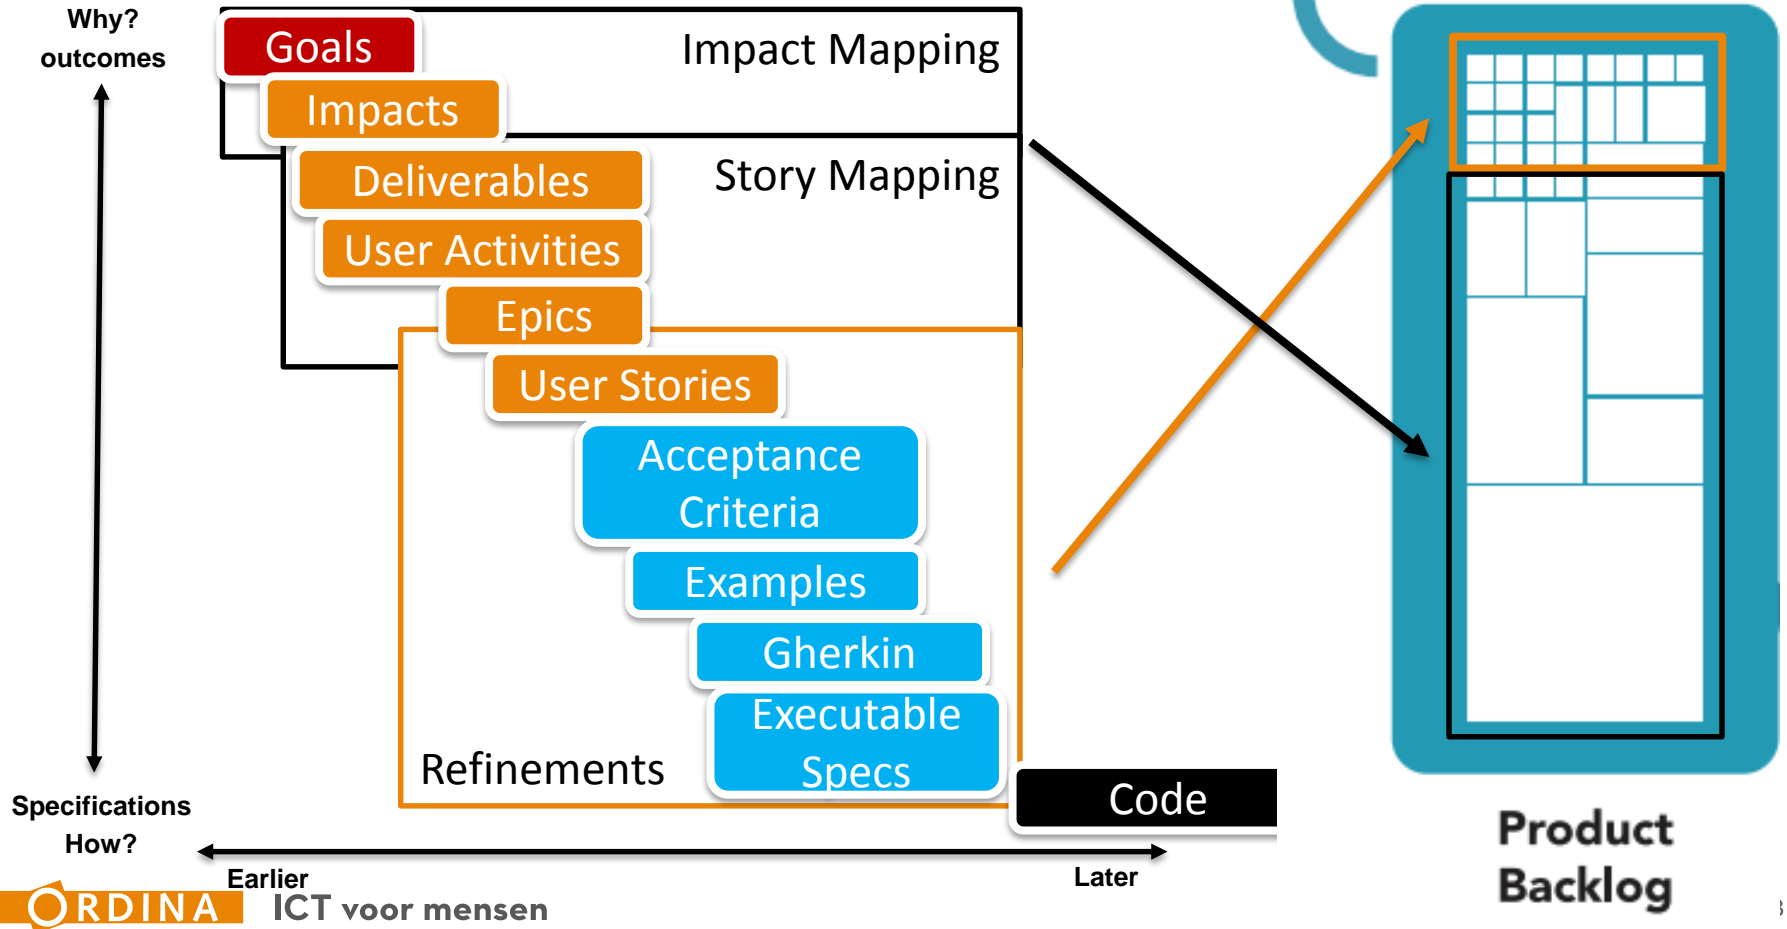 Why?
outcomes
Goals
Impact Mapping
Impacts
Deliverables
Story Mapping
User Activities
Epics
User Stories
Acceptance
Criteria
Examples
Gherkin
Executable
Specs
Refinements
Code
Specifications
How?
Earlier
Later
Product
Backlog
ORDINA
ICT voor mensen